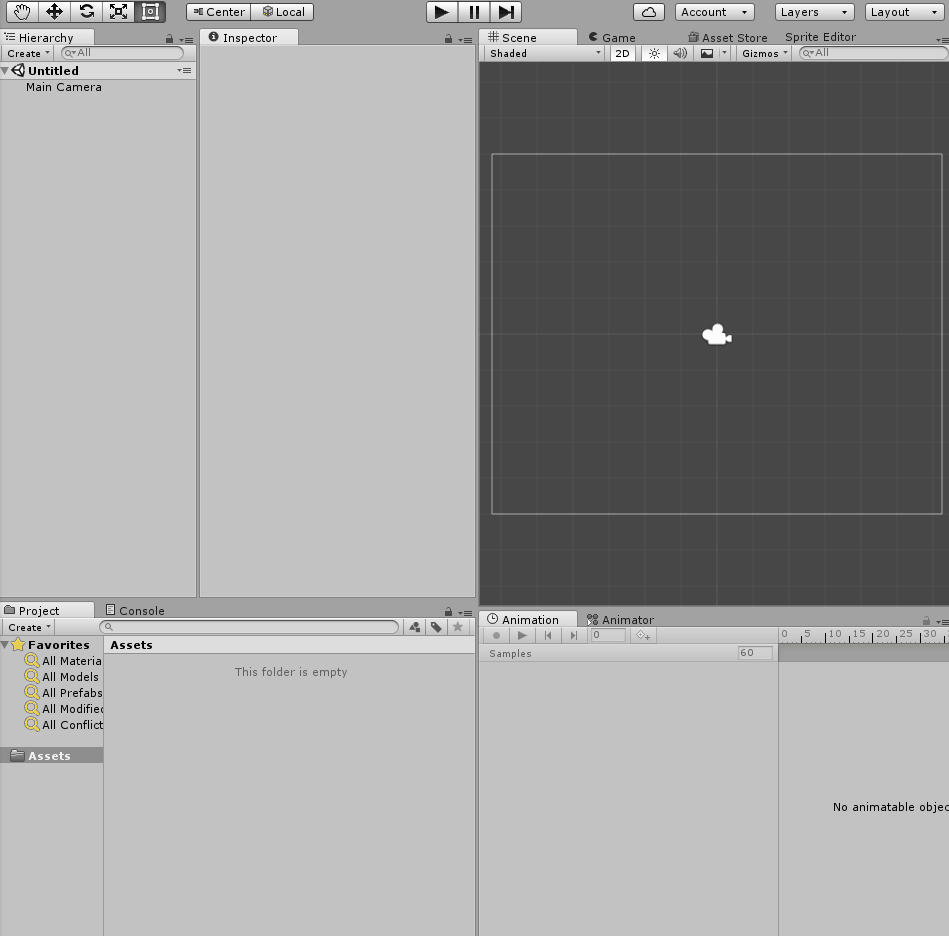 Center Local Account Layers Layout
Hierarchy
Create All
Untitled
Main Camera
Inspector
Scene Game Asset Store Sprite Editor
Shaded 2D Gizmos All
Project Console
Create
Favorites
All Materia
All Models
All Prefabs
All Modified
All Conflict
Assets
Assets
This folder is empty
Animation Animator
0 0 5 10 15 20 25 30
Samples 60
No animatable objec